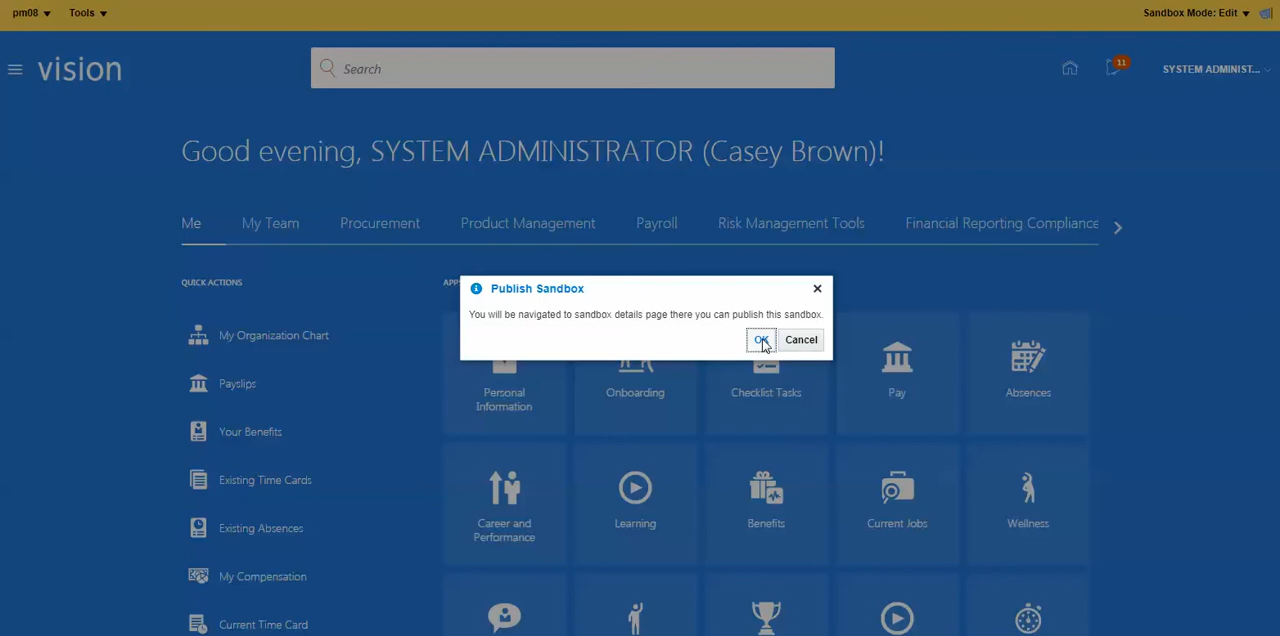 pm08 Tools Sandbox Mode: Edit
vision Search 11 SYSTEM ADMINIST...
Good evening, SYSTEM ADMINISTRATOR (Casey Brown)!
Me My Team Procurement Product Management Payroll Risk Management Tools Financial Reporting Compliance
QUICK ACTIONS
APPS
Publish Sandbox
You will be navigated to sandbox details page there you can publish this sandbox.
OK Cancel
My Organization Chart
Payslips
Your Benefits
Existing Time Cards
Existing Absences
My Compensation
Current Time Card
Personal
Information
Onboarding
Checklist Tasks
Pay
Absences
Career and
Performance
Learning
Benefits
Current Jobs
Wellness